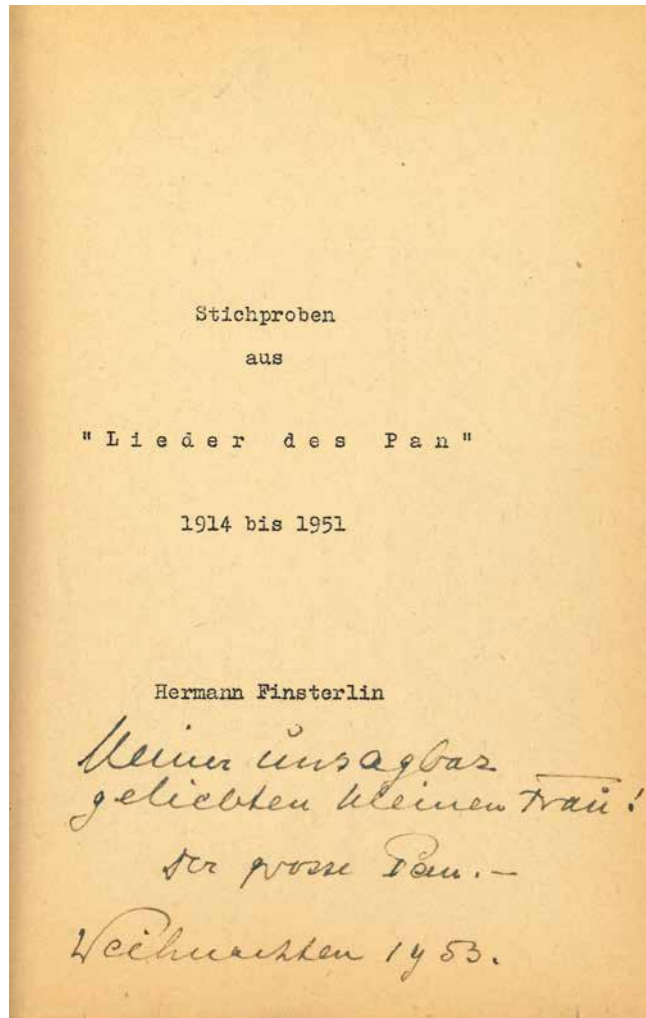 Stichproben
aus
"Lieder des Pan"
1914 bis 1951
Hermann Finsterlin
Meiner unsagbar
geliebten kleinen Frau!
Der grosse Pan.-
Weihnachten 1953.